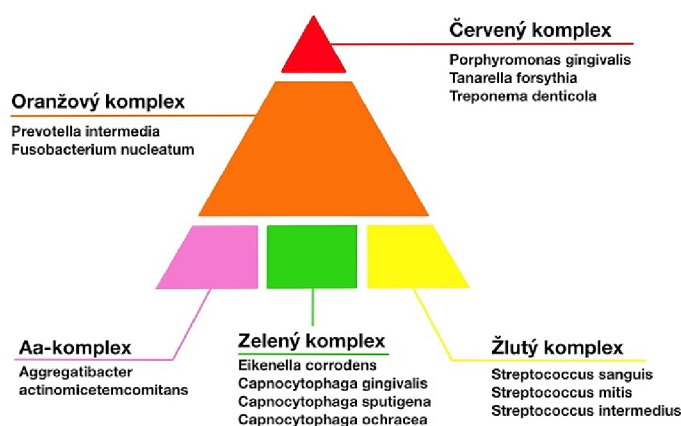 Červený komplex
Porphyromonas gingivalis
Tanarella forsythia
Treponema denticola
Oranžový komplex
Prevotella intermedia
Fusobacterium nucleatum
Aa-komplex
Aggregatibacter
actinomicetemcomitans
Zelený komplex
Eikenella corrodens
Capnocytophaga gingivalis
Capnocytophaga sputigena
Capnocytophaga ochracea
Žlutý komplex
Streptococcus sanguis
Streptococcus mitis
Streptococcus intermedius